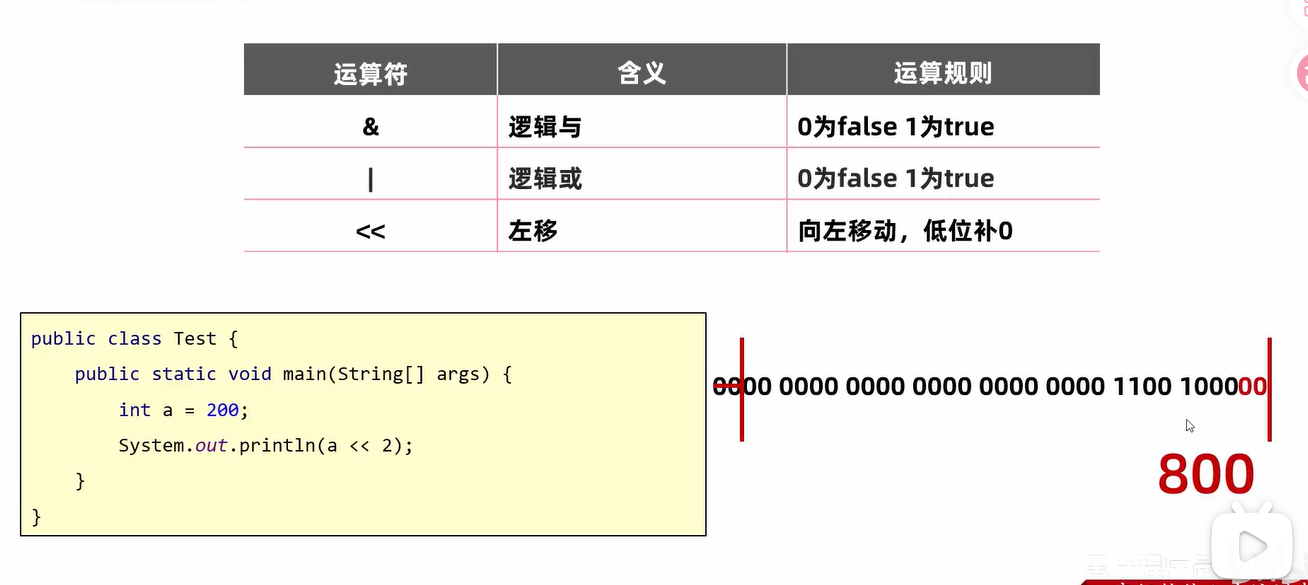 运算符 含义 运算规则
& 逻辑与 0为false 1为true
| 逻辑或 0为false 1为true
<< 左移 向左移动，低位补0
public class Test {
public static void main(String[] args) {
int a = 200;
System.out.println(a << 2);
}
}
0000 0000 0000 0000 0000 0000 1100 100000
800